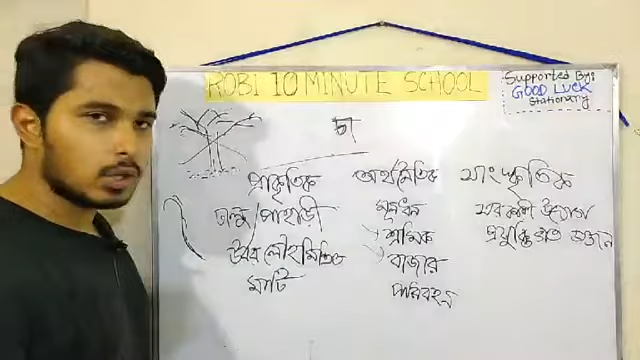 ROBI 10 MINUTE SCHOOL
Supported By:
GOOD LUCK
Stationary
চা
প্রাকৃতিক
ঢালু পাহাড়ী
উর্বর লৌহমিশ্রিত
মাটি
অর্থনৈতিক
মূলধন
শ্রমিক
বাজার
পরিবহন
সাংস্কৃতিক
সরকারী উদ্যোগ
প্রযুক্তিগত